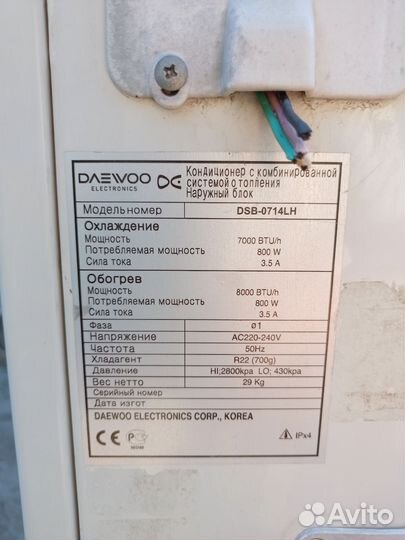 DAEWOO
ELECTRONICS
Кондиционер с комбинированной
системой отопления
Наружный блок
Модель номер DSB-0714LH
Охлаждение
Мощность 7000 BTU/h
Потребляемая мощность 800 W
Сила тока 3.5 A
Обогрев
Мощность 8000 BTU/h
Потребляемая мощность 800 W
Сила тока 3.5 A
Фаза ø1
Напряжение AC220-240V
Частота 50Hz
Хладагент R22 (700g)
Давление HI;2800kpa LO; 430kpa
Вес нетто 29 Kg
Серийный номер
Дата изгот
DAEWOO ELECTRONICS CORP., KOREA
CE
IPx4
Avito